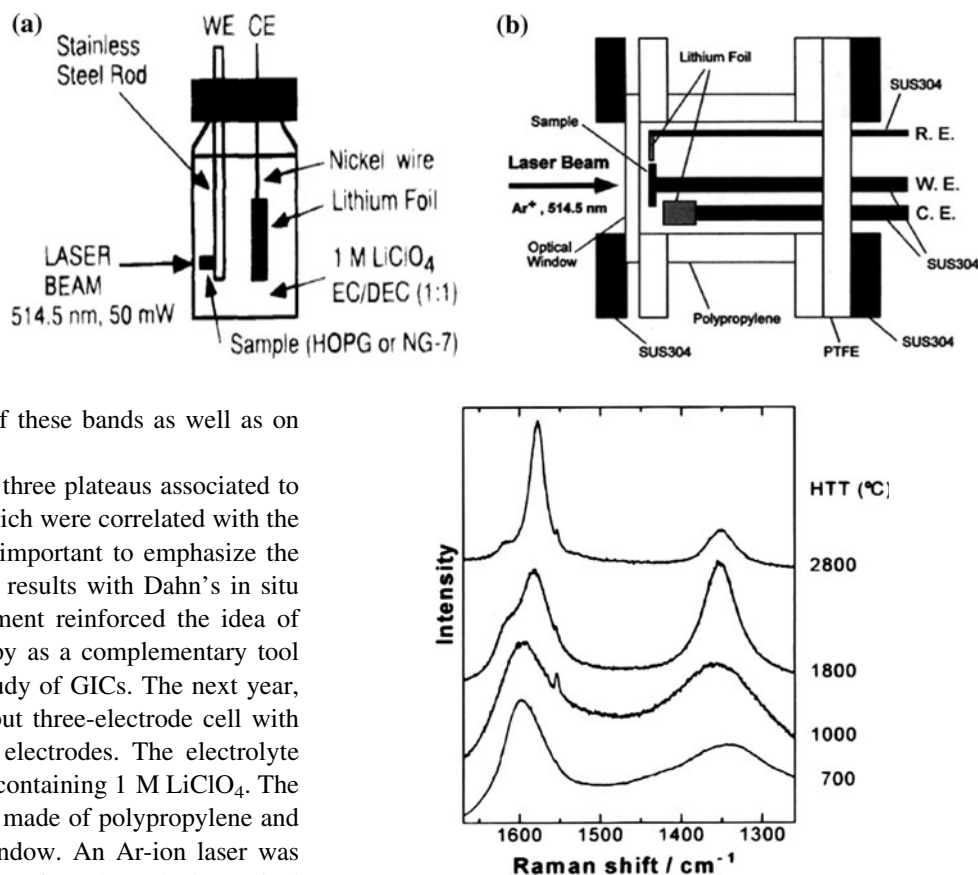 (a)
WE CE
Stainless
Steel Rod
Nickel wire
Lithium Foil
LASER
BEAM
514.5 nm, 50 mW
1 M LiClO₄
EC/DEC (1:1)
Sample (HOPG or NG-7)
(b)
Lithium Foil
SUS304
Sample
R. E.
Laser Beam
W. E.
Ar⁺, 514.5 nm
C. E.
Optical
Window
SUS304
Polypropylene
SUS304
PTFE
SUS304
f these bands as well as on
three plateaus associated to
ich were correlated with the
important to emphasize the
results with Dahn's in situ
ment reinforced the idea of
py as a complementary tool
udy of GICs. The next year,
out three-electrode cell with
electrodes. The electrolyte
containing 1 M LiClO₄. The
made of polypropylene and
ndow. An Ar-ion laser was
HTT (ºC)
2800
1800
1000
700
Intensity
1600 1500 1400 1300
Raman shift / cm⁻¹